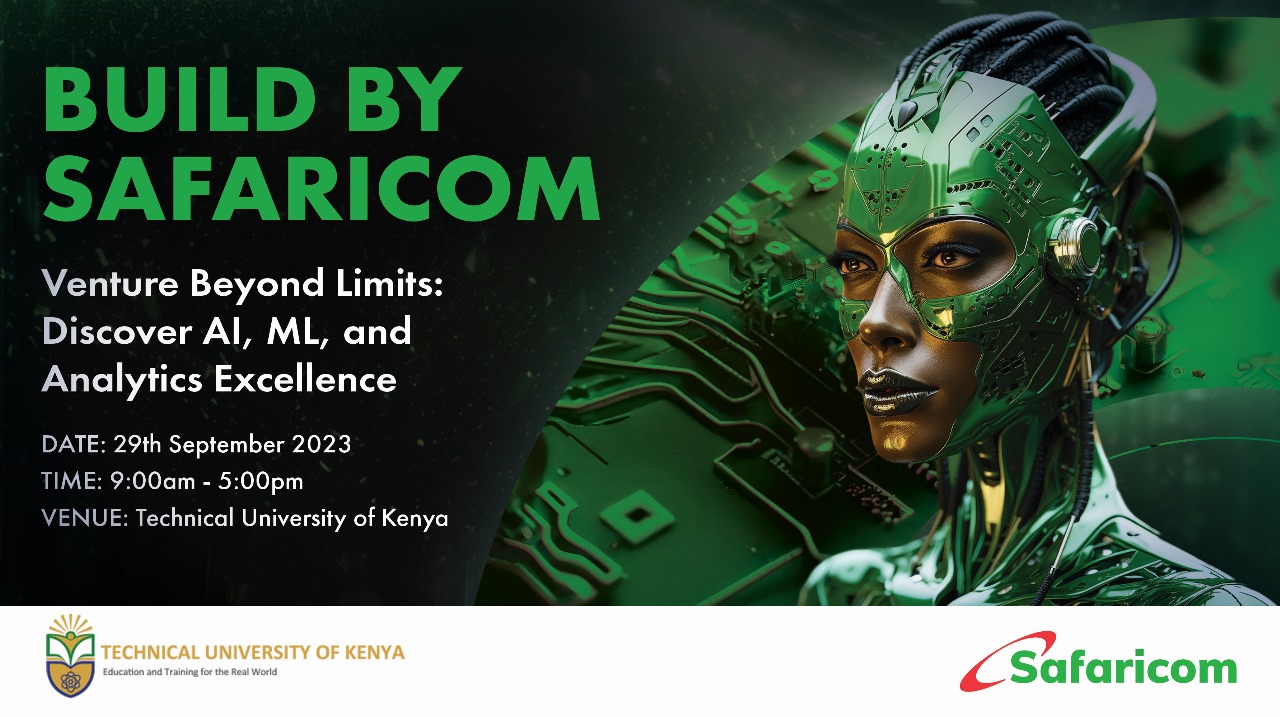 BUILD BY
SAFARICOM
Venture Beyond Limits:
Discover AI, ML, and
Analytics Excellence
DATE: 29th September 2023
TIME: 9:00am - 5:00pm
VENUE: Technical University of Kenya
TECHNICAL UNIVERSITY OF KENYA
Education and Training for the Real World
Safaricom